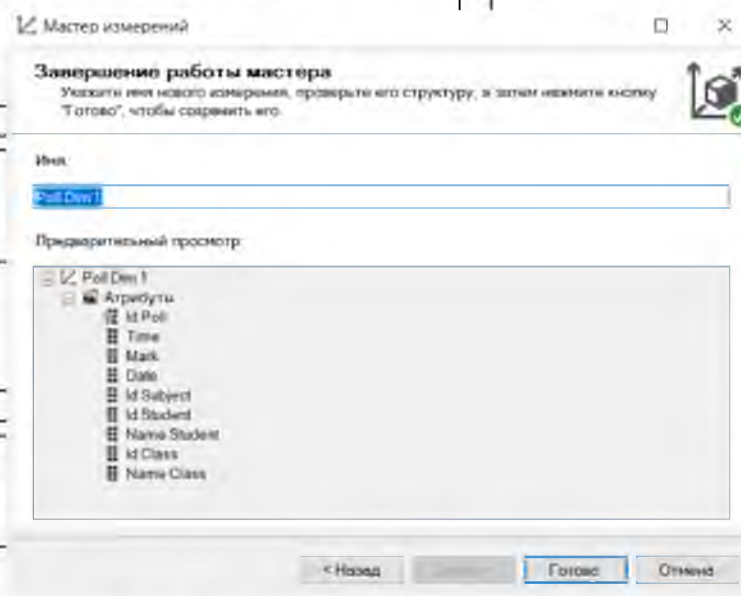 Мастер измерений
Завершение работы мастера
Укажите имя нового измерения, проверьте его структуру, а затем нажмите кнопку
"Готово", чтобы сохранить его.
Имя:
Poll Dim 1
Предварительный просмотр:
Poll Dim 1
Атрибуты
Id Poll
Time
Mark
Date
Id Subject
Id Student
Name Student
Id Class
Name Class
< Назад
Готово
Отмена